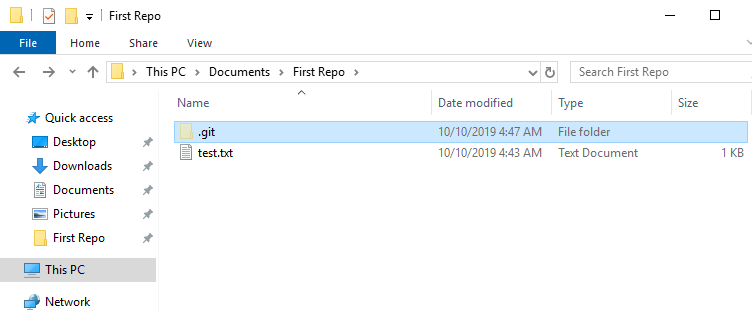 First Repo
File Home Share View
This PC Documents First Repo Search First Repo
Name Date modified Type Size
Quick access
.git 10/10/2019 4:47 AM File folder
Desktop
test.txt 10/10/2019 4:43 AM Text Document 1 KB
Downloads
Documents
Pictures
First Repo
This PC
Network